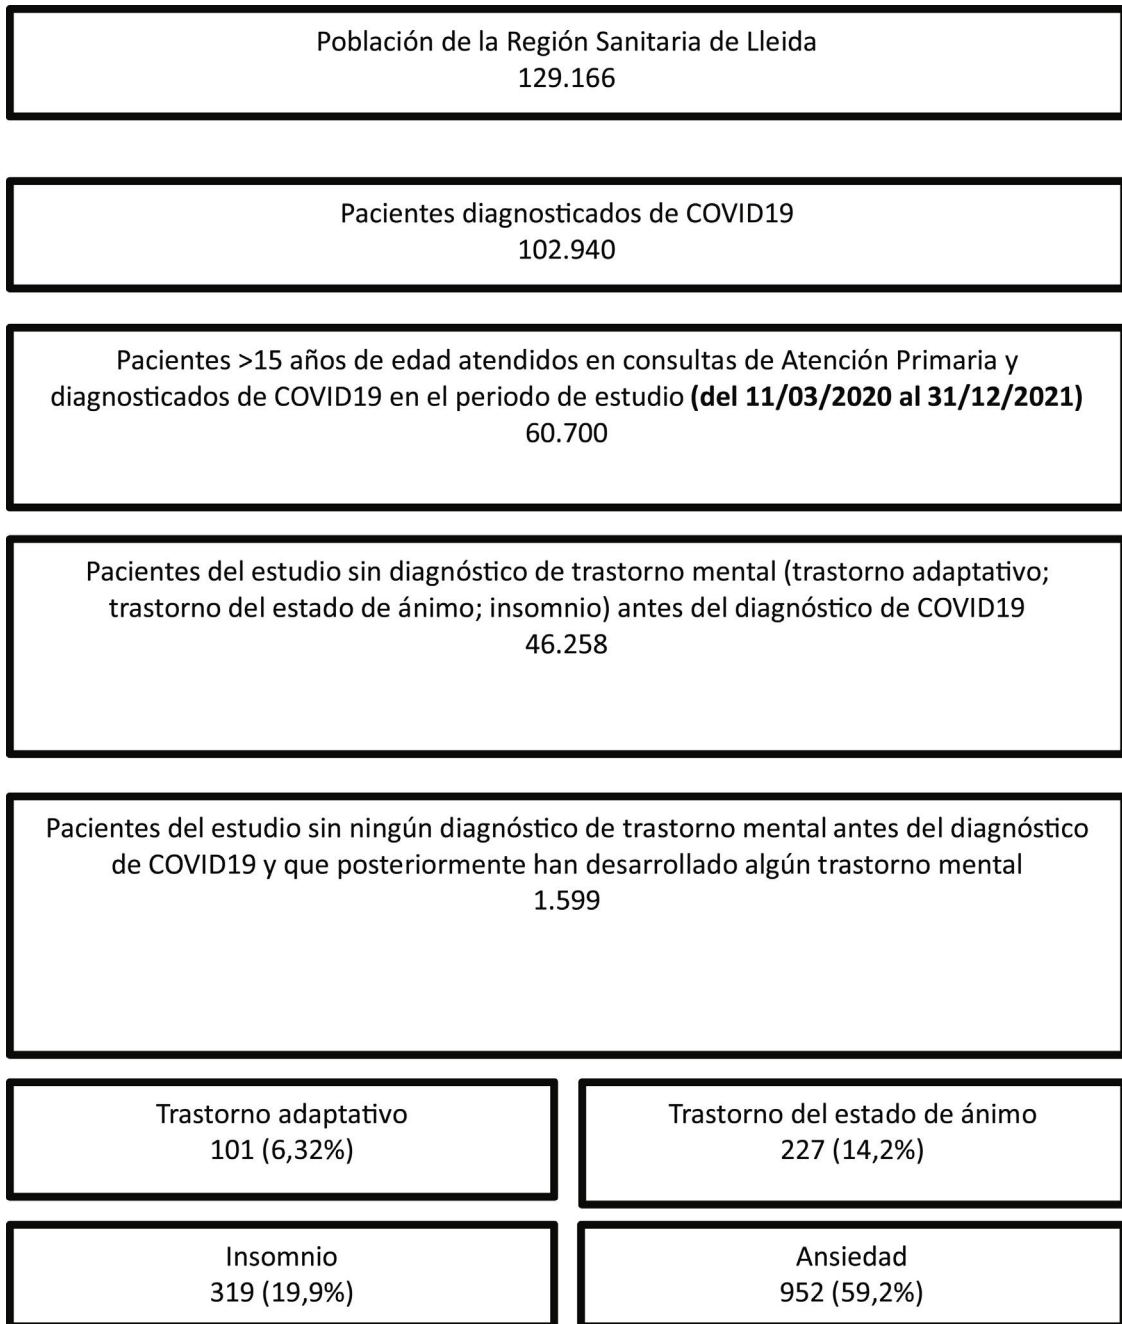 Población de la Región Sanitaria de Lleida
129.166
Pacientes diagnosticados de COVID19
102.940
Pacientes >15 años de edad atendidos en consultas de Atención Primaria y
diagnosticados de COVID19 en el periodo de estudio (del 11/03/2020 al 31/12/2021)
60.700
Pacientes del estudio sin diagnóstico de trastorno mental (trastorno adaptativo;
trastorno del estado de ánimo; insomnio) antes del diagnóstico de COVID19
46.258
Pacientes del estudio sin ningún diagnóstico de trastorno mental antes del diagnóstico
de COVID19 y que posteriormente han desarrollado algún trastorno mental
1.599
Trastorno adaptativo
101 (6,32%)
Trastorno del estado de ánimo
227 (14,2%)
Insomnio
319 (19,9%)
Ansiedad
952 (59,2%)